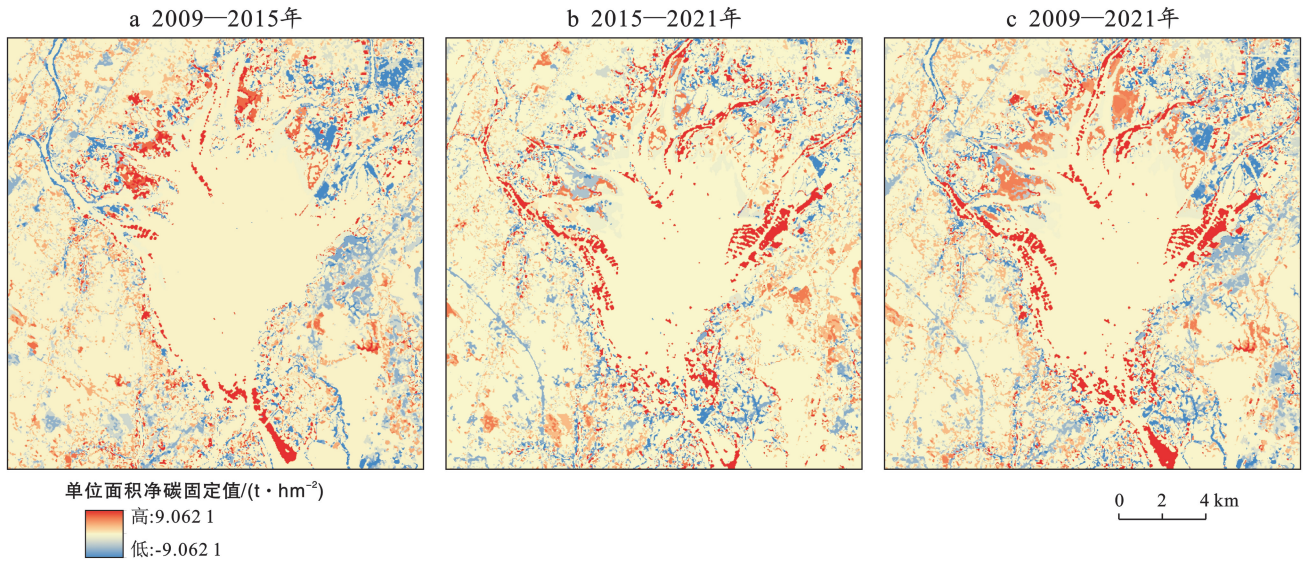 a 2009—2015年
b 2015—2021年
c 2009—2021年
单位面积净碳固定值/(t·hm⁻²)
高:9.062 1
低:-9.062 1
0 2 4 km